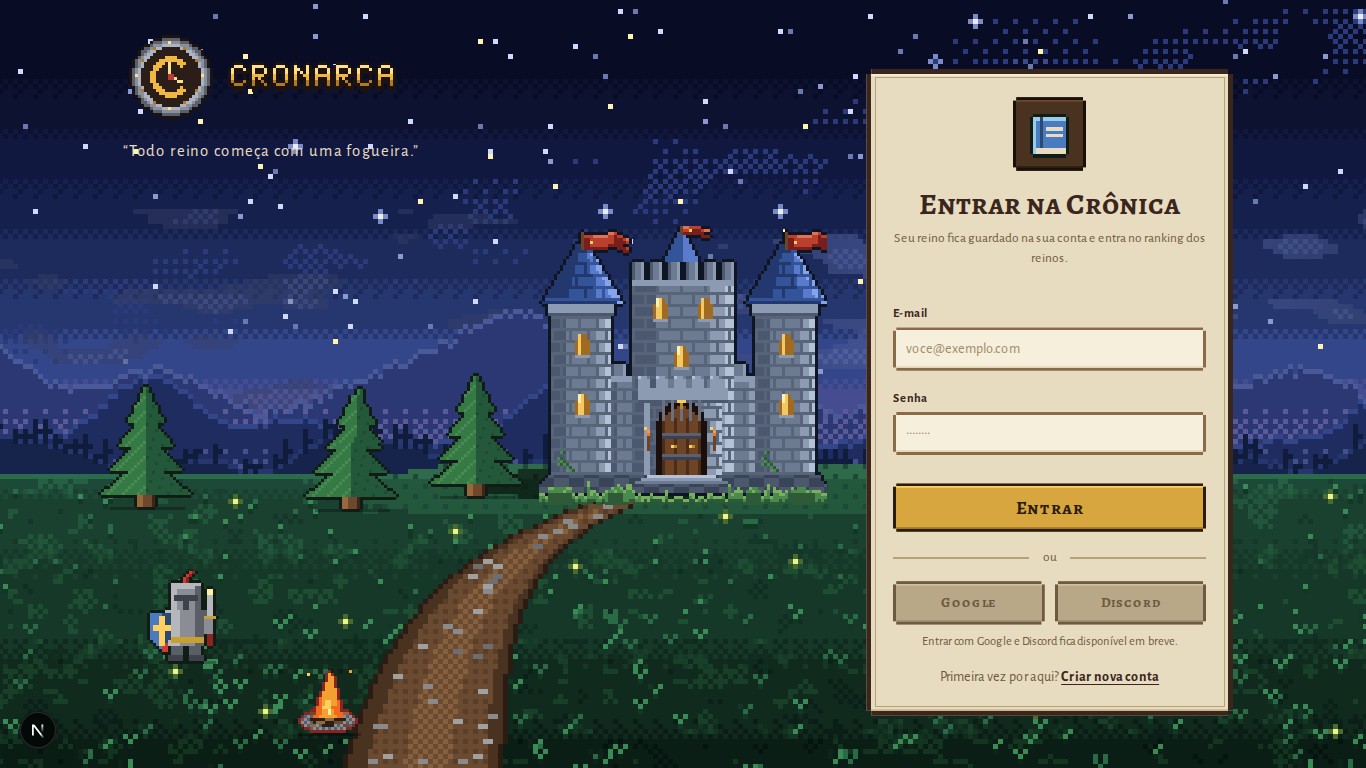 CRONARCA
“Todo reino começa com uma fogueira.”
Entrar na Crônica
Seu reino fica guardado na sua conta e entra no ranking dos
reinos.
E-mail
voce@exemplo.com
Senha
········
Entrar
ou
Google
Discord
Entrar com Google e Discord fica disponível em breve.
Primeira vez por aqui? Criar nova conta
N